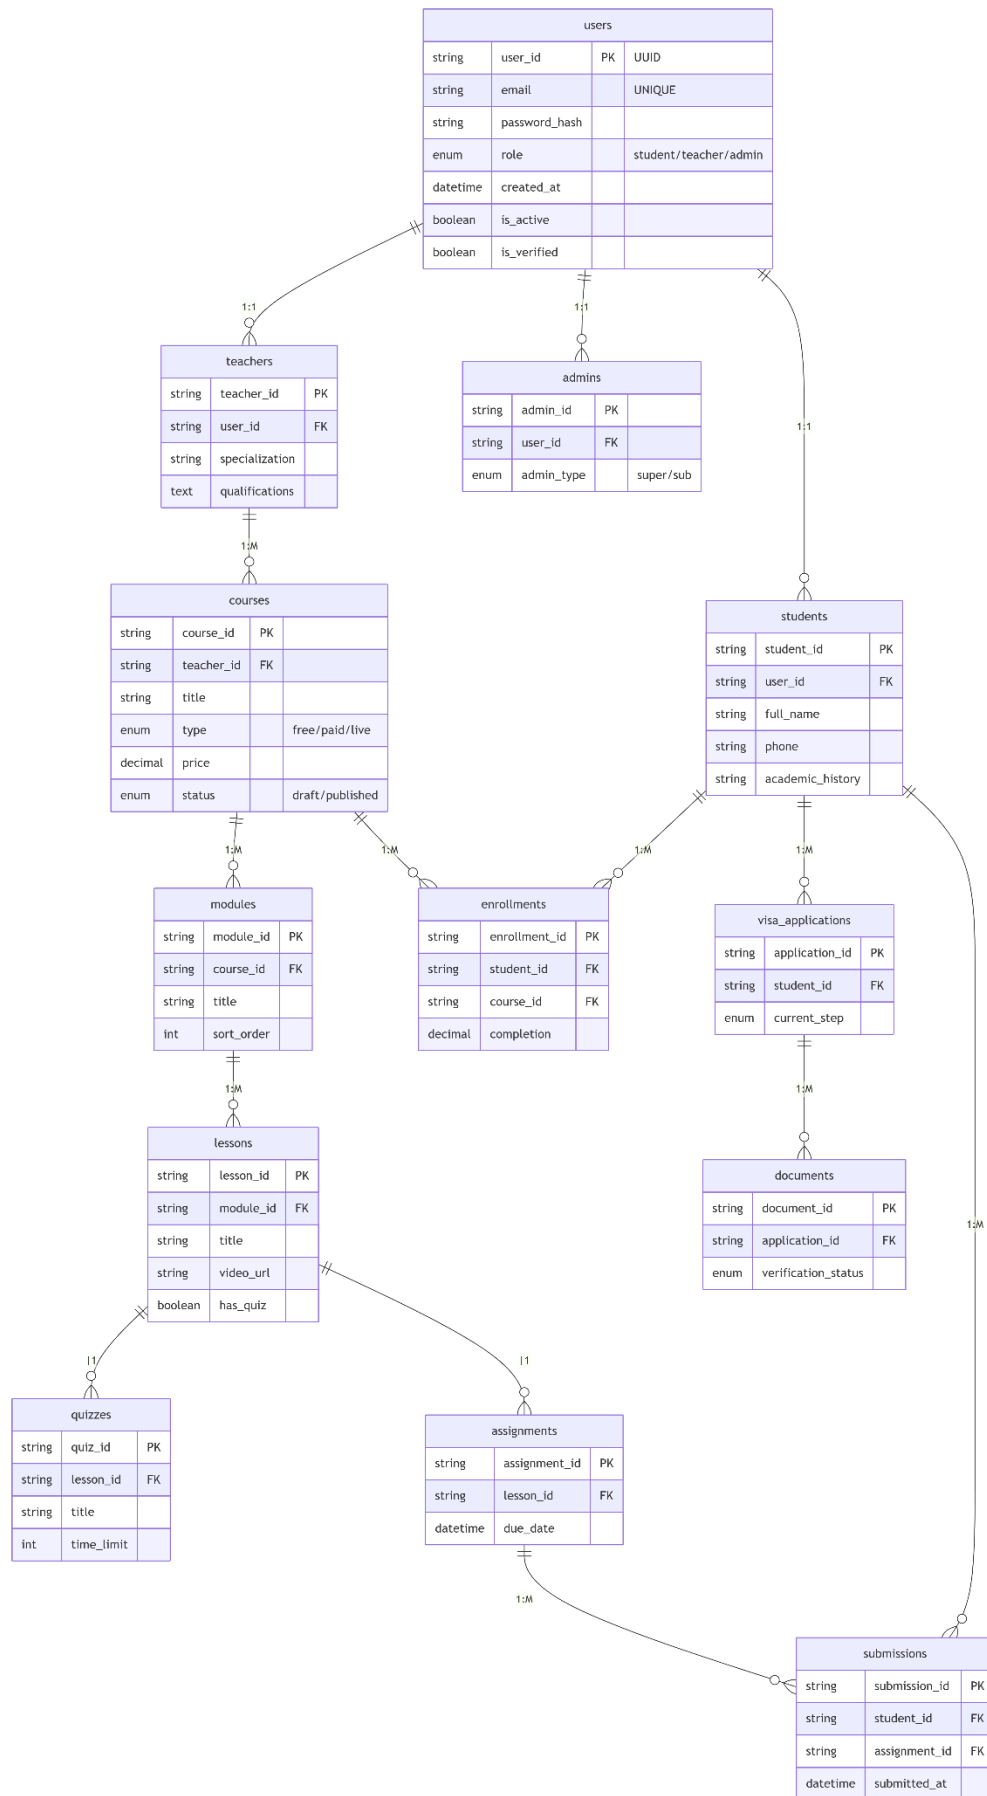 users
string user_id PK UUID
string email UNIQUE
string password_hash
enum role student/teacher/admin
datetime created_at
boolean is_active
boolean is_verified
1:1
1:1
1:1
teachers
string teacher_id PK
string user_id FK
string specialization
text qualifications
admins
string admin_id PK
string user_id FK
enum admin_type super/sub
1:M
courses
string course_id PK
string teacher_id FK
string title
enum type free/paid/live
decimal price
enum status draft/published
students
string student_id PK
string user_id FK
string full_name
string phone
string academic_history
1:M
1:M
1:M
1:M
modules
string module_id PK
string course_id FK
string title
int sort_order
enrollments
string enrollment_id PK
string student_id FK
string course_id FK
decimal completion
visa_applications
string application_id PK
string student_id FK
enum current_step
1:M
1:M
1:M
lessons
string lesson_id PK
string module_id FK
string title
string video_url
boolean has_quiz
documents
string document_id PK
string application_id FK
enum verification_status
|1
|1
quizzes
string quiz_id PK
string lesson_id FK
string title
int time_limit
assignments
string assignment_id PK
string lesson_id FK
datetime due_date
1:M
submissions
string submission_id PK
string student_id FK
string assignment_id FK
datetime submitted_at